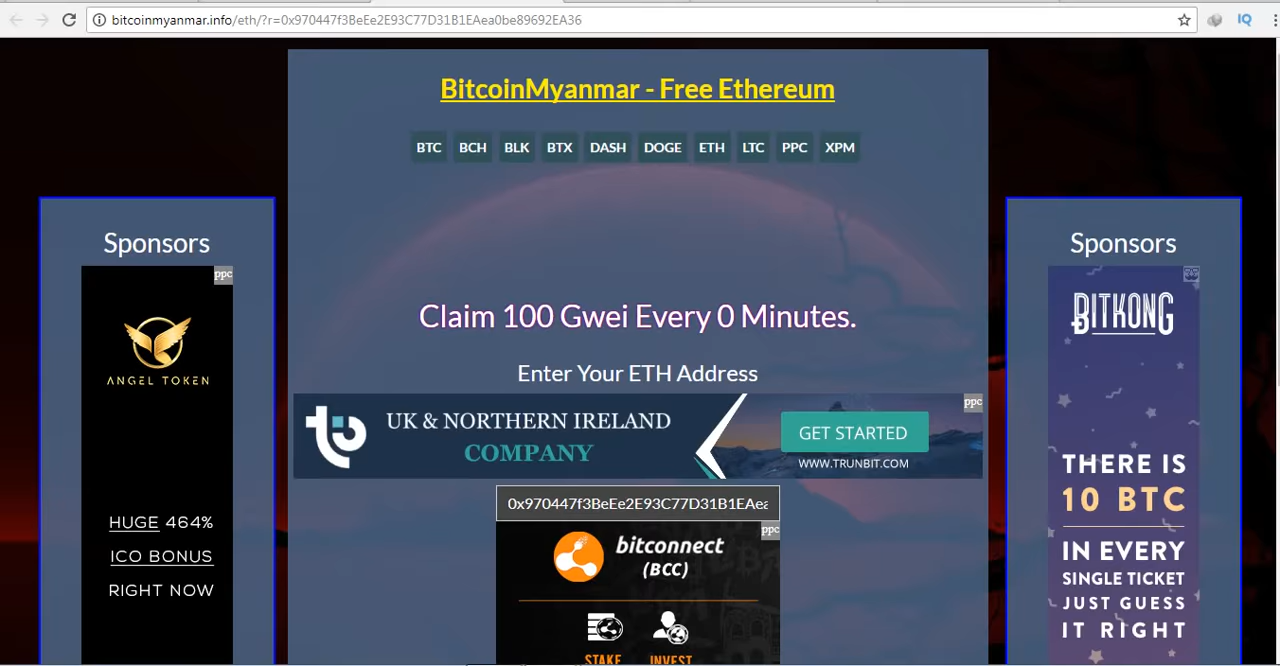 bitcoinmyanmar.info/eth/?r=0x970447f3BeEe2E93C77D31B1EAea0be89692EA36
IQ
BitcoinMyanmar - Free Ethereum
BTC BCH BLK BTX DASH DOGE ETH LTC PPC XPM
Sponsors
ppc
ANGEL TOKEN
HUGE 464%
ICO BONUS
RIGHT NOW
Claim 100 Gwei Every 0 Minutes.
Enter Your ETH Address
ppc
UK & NORTHERN IRELAND
COMPANY
GET STARTED
WWW.TRUNBIT.COM
0x970447f3BeEe2E93C77D31B1EAea
ppc
bitconnect
(BCC)
STAKE INVEST
Sponsors
BITKONG
THERE IS
10 BTC
IN EVERY
SINGLE TICKET
JUST GUESS
IT RIGHT